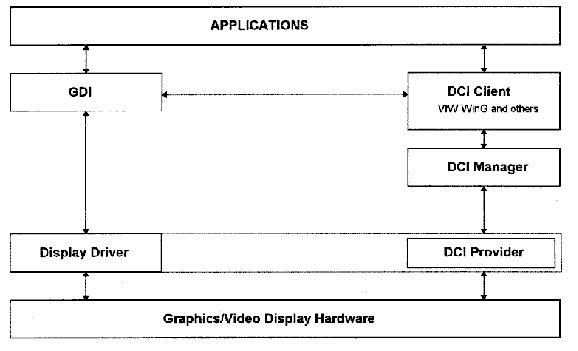 APPLICATIONS
GDI
DCI Client
VfW WinG and others
DCI Manager
Display Driver
DCI Provider
Graphics/Video Display Hardware